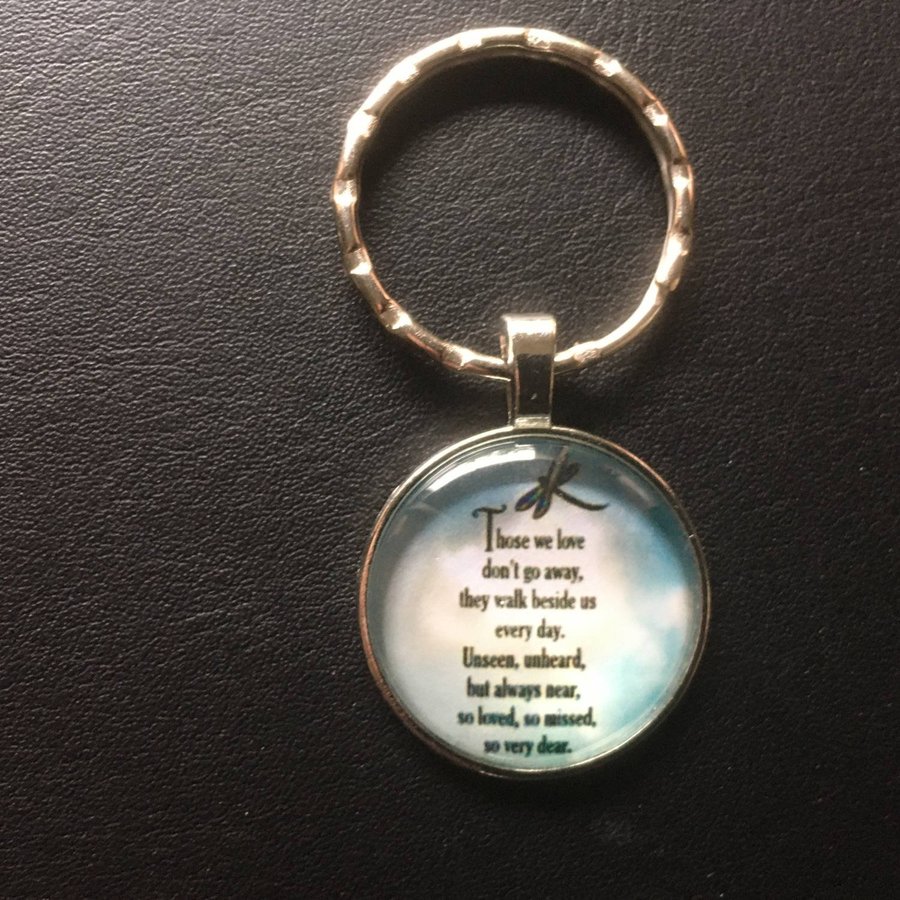 Those we love
don't go away,
they walk beside us
every day.
Unseen, unheard,
but always near,
so loved, so missed,
so very dear.